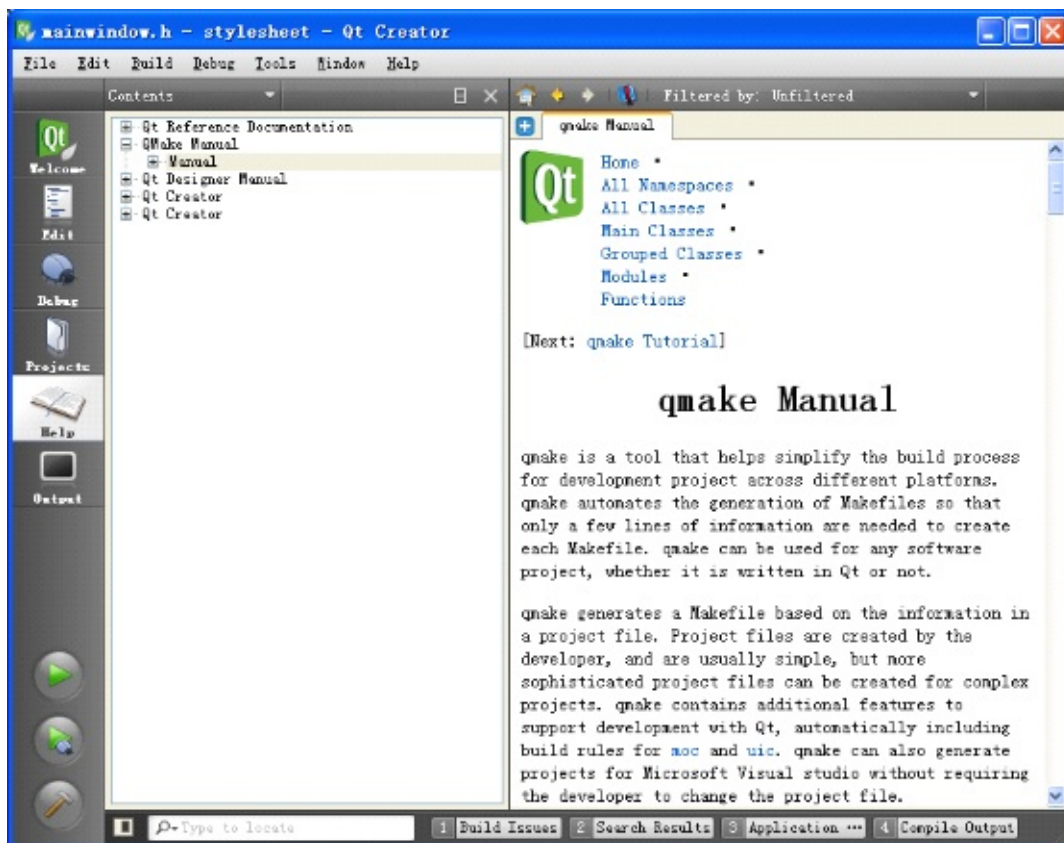 mainwindow.h - stylesheet - Qt Creator
File Edit Build Debug Tools Window Help
Contents
Filtered by: Unfiltered
qmake Manual
Qt
Welcome
Edit
Debug
Projects
Help
Output
Qt Reference Documentation
QMake Manual
Manual
Qt Designer Manual
Qt Creator
Qt Creator
Qt
Home •
All Namespaces •
All Classes •
Main Classes •
Grouped Classes •
Modules •
Functions
[Next: qmake Tutorial]
qmake Manual
qmake is a tool that helps simplify the build process
for development project across different platforms.
qmake automates the generation of Makefiles so that
only a few lines of information are needed to create
each Makefile. qmake can be used for any software
project, whether it is written in Qt or not.
qmake generates a Makefile based on the information in
a project file. Project files are created by the
developer, and are usually simple, but more
sophisticated project files can be created for complex
projects. qmake contains additional features to
support development with Qt, automatically including
build rules for moc and uic. qmake can also generate
projects for Microsoft Visual studio without requiring
the developer to change the project file.
Type to locate
1 Build Issues 2 Search Results 3 Application ... 4 Compile Output